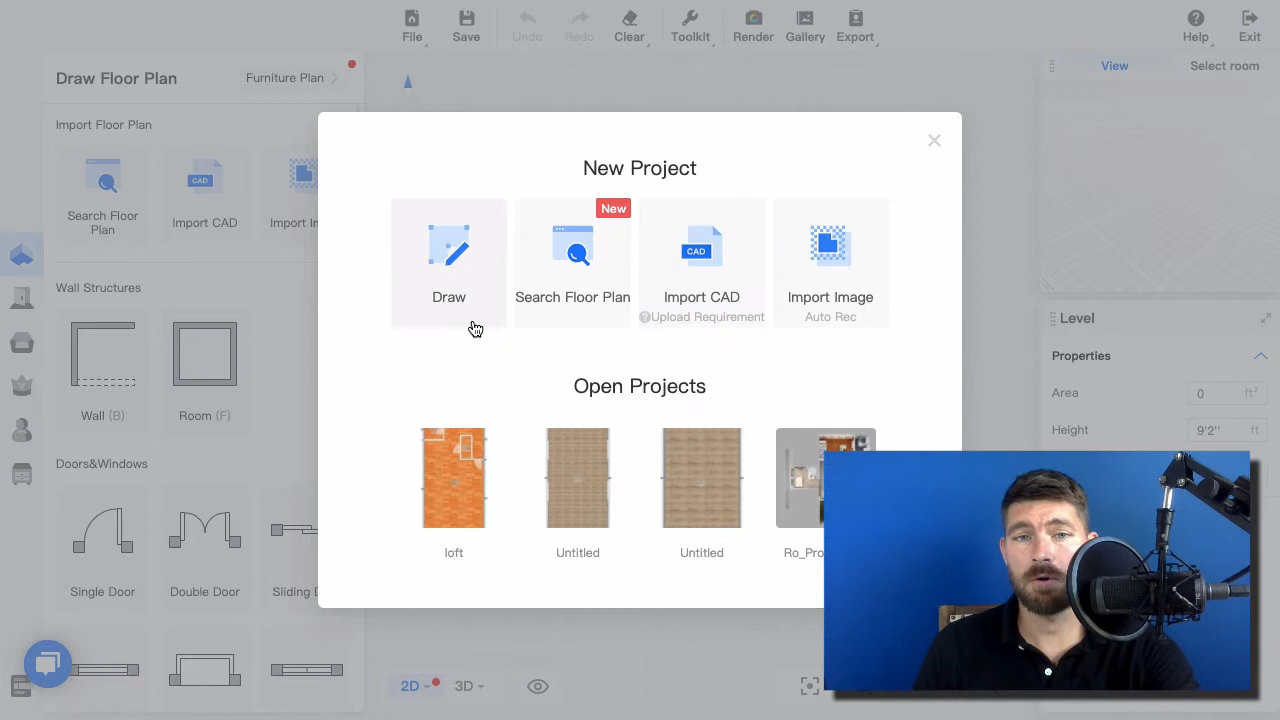 File
Save
Undo
Redo
Clear
Toolkit
Render
Gallery
Export
Help
Exit
Draw Floor Plan
Furniture Plan
View
Select room
Import Floor Plan
Search Floor
Plan
Import CAD
CAD
Wall Structures
Wall (B)
Room (F)
Doors&Windows
Single Door
Double Door
New Project
New
Draw
Search Floor Plan
CAD
Import CAD
Upload Requirement
Import Image
Auto Rec
Open Projects
loft
Untitled
Untitled
Level
Properties
Area
0
ft²
Height
9'2''
ft
2D
3D